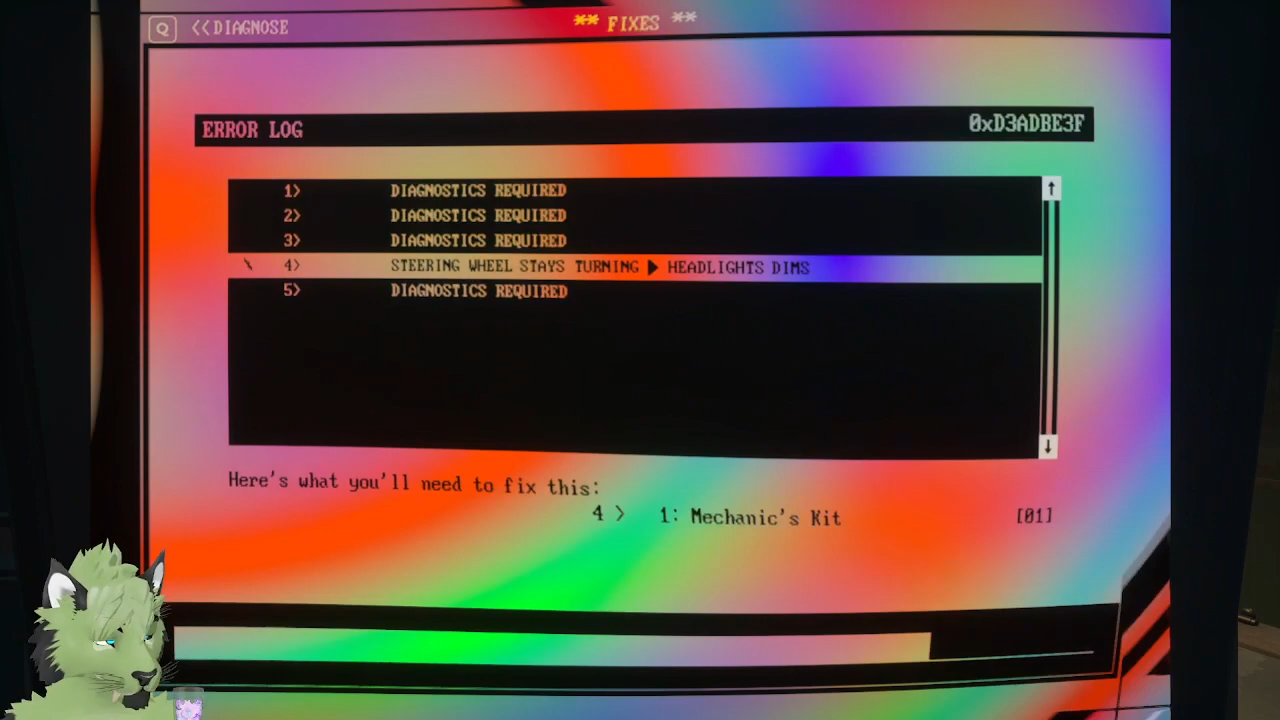 Q <<DIAGNOSE ** FIXES **
ERROR LOG 0xD3ADBE3F
1> DIAGNOSTICS REQUIRED
2> DIAGNOSTICS REQUIRED
3> DIAGNOSTICS REQUIRED
4> STEERING WHEEL STAYS TURNING ▶ HEADLIGHTS DIMS
5> DIAGNOSTICS REQUIRED
Here's what you'll need to fix this:
4 > 1: Mechanic's Kit [01]